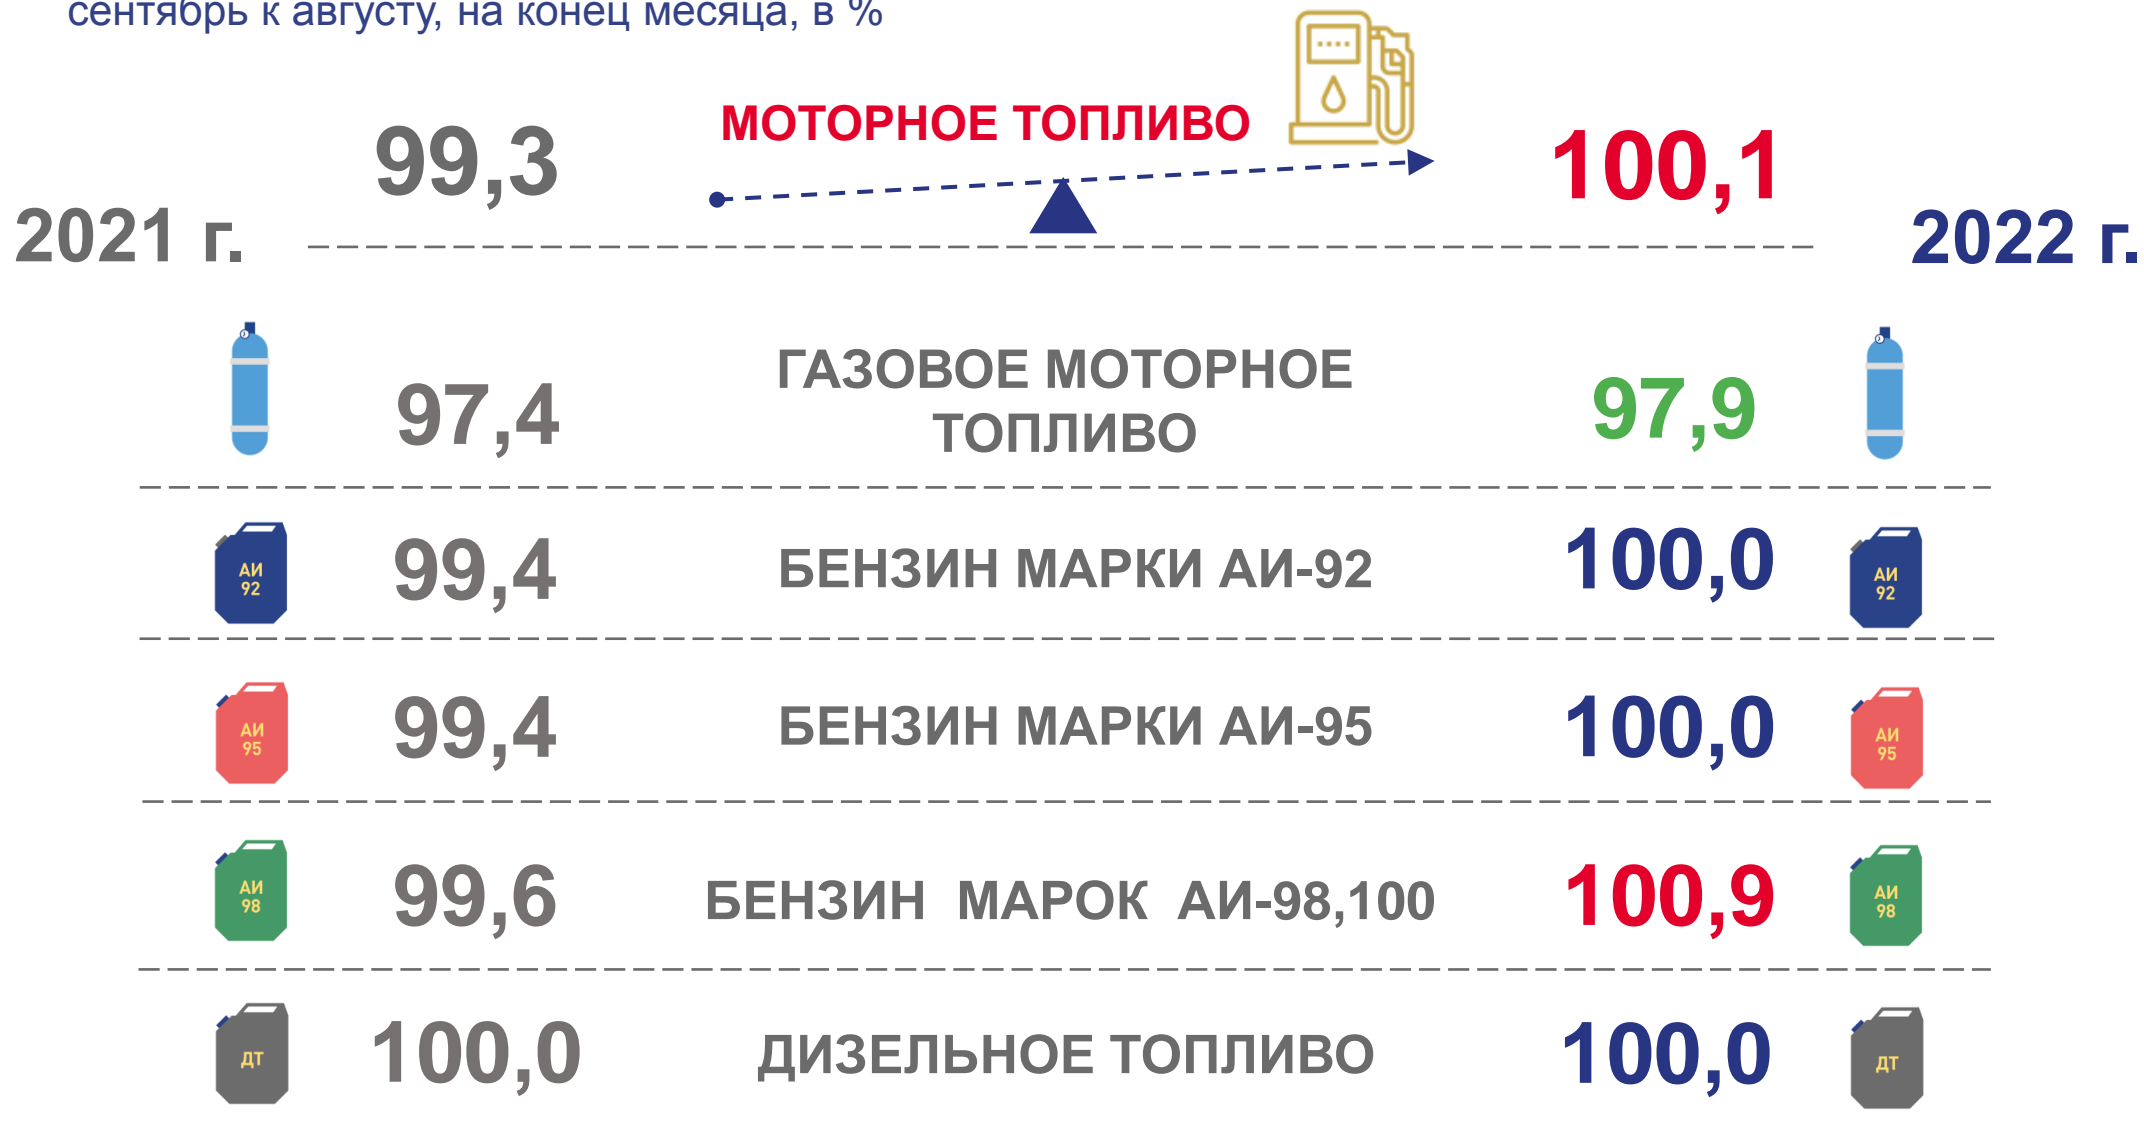 сентябрь к августу, на конец месяца, в %
МОТОРНОЕ ТОПЛИВО
99,3
100,1
2021 г.
2022 г.
ГАЗОВОЕ МОТОРНОЕ
ТОПЛИВО
97,4
97,9
АИ
92
99,4
БЕНЗИН МАРКИ АИ-92
100,0
АИ
92
АИ
95
99,4
БЕНЗИН МАРКИ АИ-95
100,0
АИ
95
АИ
98
99,6
БЕНЗИН МАРОК АИ-98,100
100,9
АИ
98
ДТ
100,0
ДИЗЕЛЬНОЕ ТОПЛИВО
100,0
ДТ